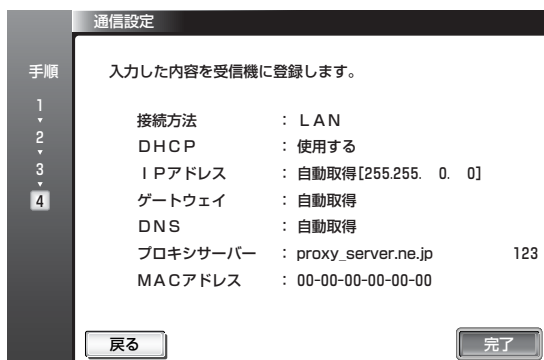 通信設定
手順
1
2
3
4
入力した内容を受信機に登録します。
接続方法 ： ＬＡＮ
ＤＨＣＰ ： 使用する
ＩＰアドレス ： 自動取得[255.255. 0. 0]
ゲートウェイ ： 自動取得
ＤＮＳ ： 自動取得
プロキシサーバー ： proxy_server.ne.jp 123
ＭＡＣアドレス ： 00-00-00-00-00-00
戻る
完了